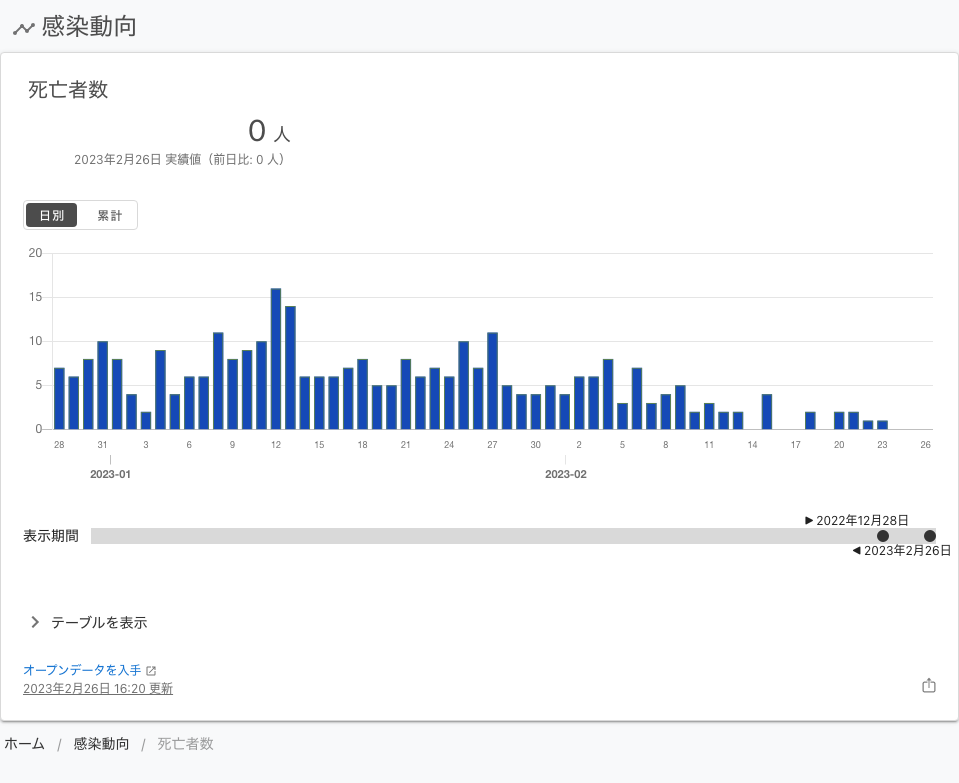 感染動向
死亡者数
0 人
2023年2月26日 実績値（前日比: 0 人）
日別 累計
20
15
10
5
0
28 31 3 6 9 12 15 18 21 24 27 30 2 5 8 11 14 17 20 23 26
2023-01 2023-02
▶ 2022年12月28日
表示期間
◀ 2023年2月26日
テーブルを表示
オープンデータを入手
2023年2月26日 16:20 更新
ホーム / 感染動向 / 死亡者数